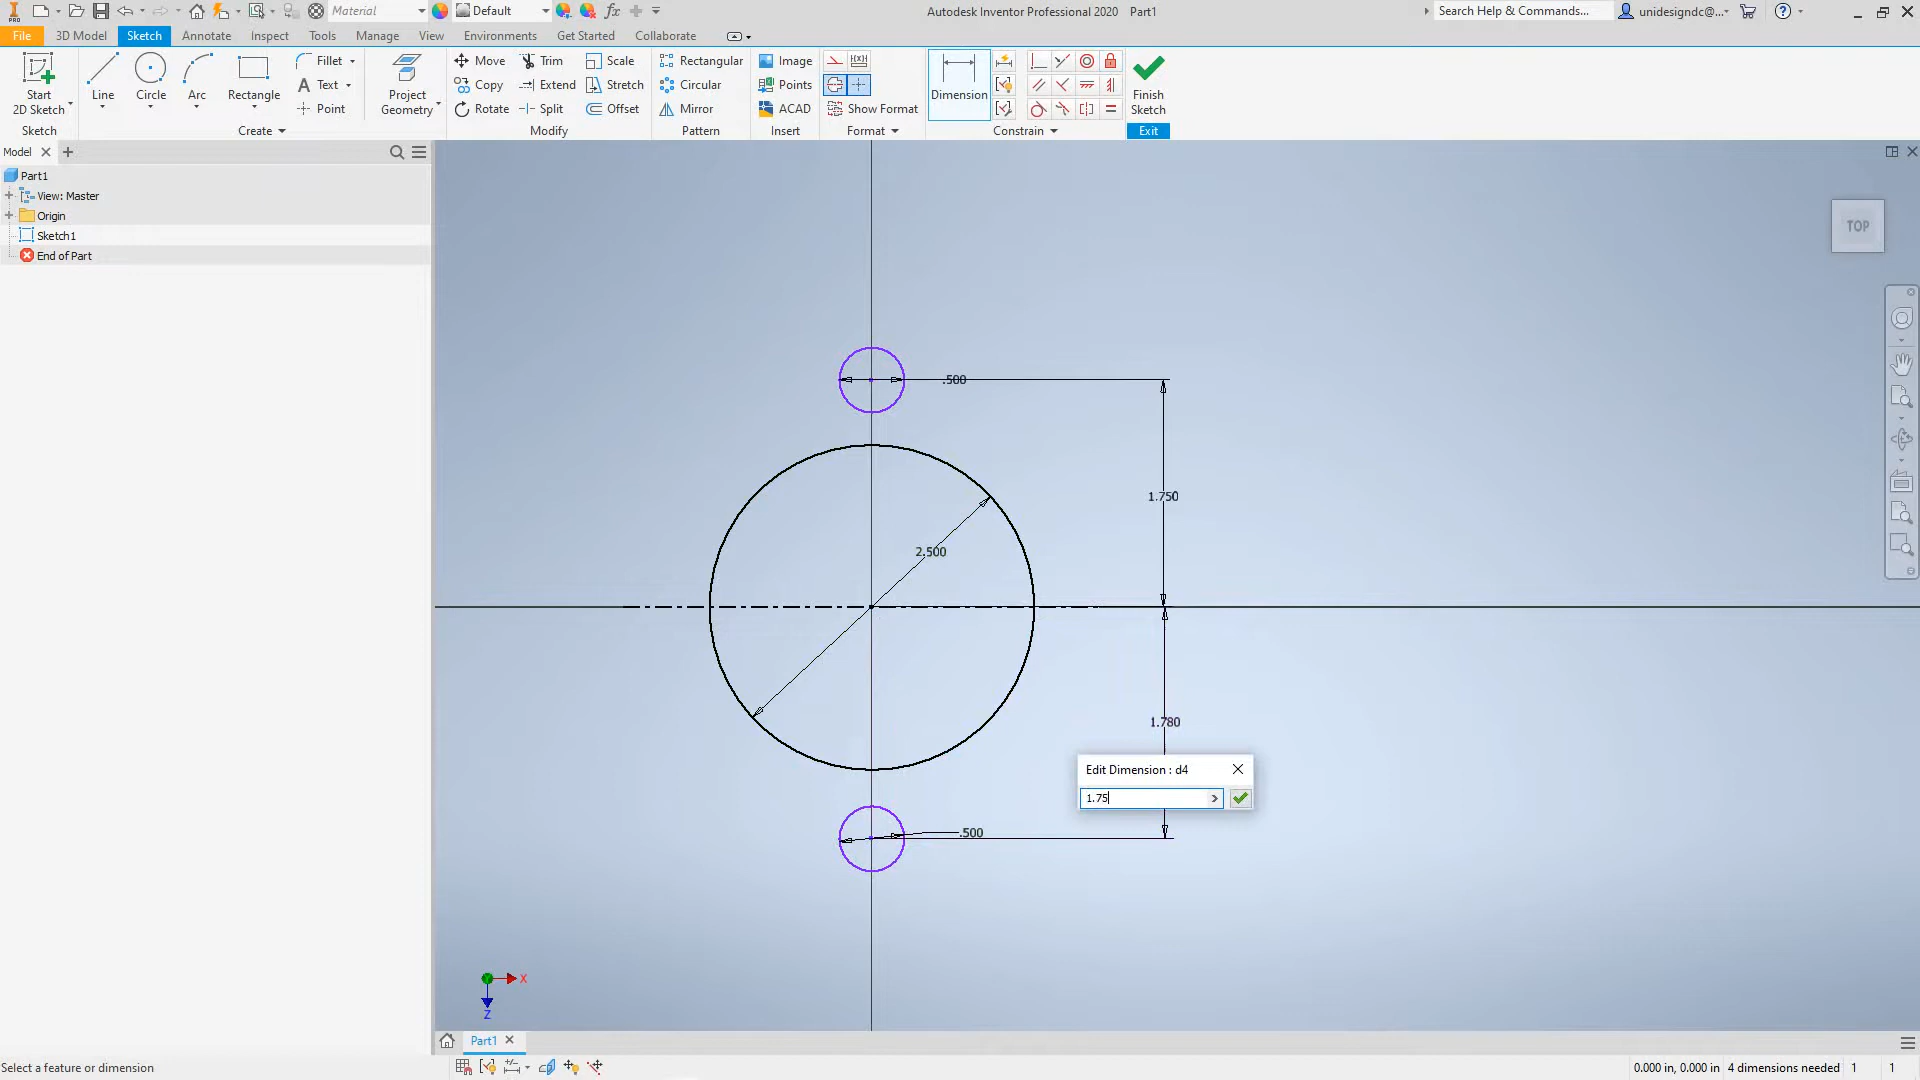 PRO
Material
Default
fx
Autodesk Inventor Professional 2020 Part1
Search Help & Commands...
unidesigndc@...
File 3D Model Sketch Annotate Inspect Tools Manage View Environments Get Started Collaborate
Start
2D Sketch
Line
Circle
Arc
Rectangle
Fillet
Text
Point
Project
Geometry
Move
Copy
Rotate
Trim
Extend
Split
Scale
Stretch
Offset
Rectangular
Circular
Mirror
Image
Points
ACAD
Show Format
Dimension
Finish
Sketch
Sketch Create Modify Pattern Insert Format Constrain Exit
Model
Part1
View: Master
Origin
Sketch1
End of Part
TOP
.500
1.750
2.500
1.780
Edit Dimension : d4
1.75
.500
X
Z
Part1
Select a feature or dimension
0.000 in, 0.000 in 4 dimensions needed 1 1